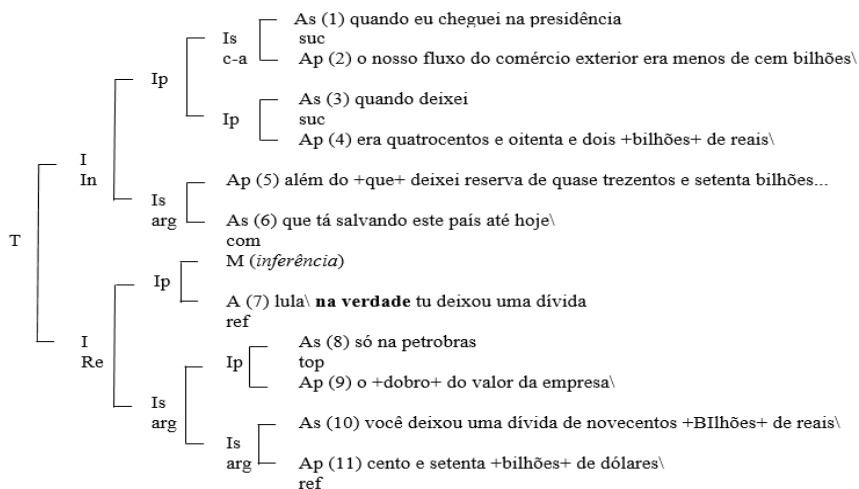 As (1) quando eu cheguei na presidência
Is
suc
c-a
Ap (2) o nosso fluxo do comércio exterior era menos de cem bilhões\
Ip
As (3) quando deixei
Ip
suc
Ap (4) era quatrocentos e oitenta e dois +bilhões+ de reais\
I
In
Ap (5) além do +que+ deixei reserva de quase trezentos e setenta bilhões...
Is
arg
As (6) que tá salvando este país até hoje\
com
T
M (inferência)
Ip
A (7) lula\ na verdade tu deixou uma dívida
ref
I
Re
As (8) só na petrobras
Ip
top
Ap (9) o +dobro+ do valor da empresa\
Is
arg
As (10) você deixou uma dívida de novecentos +BIlhões+ de reais\
Is
arg
Ap (11) cento e setenta +bilhões+ de dólares\
ref